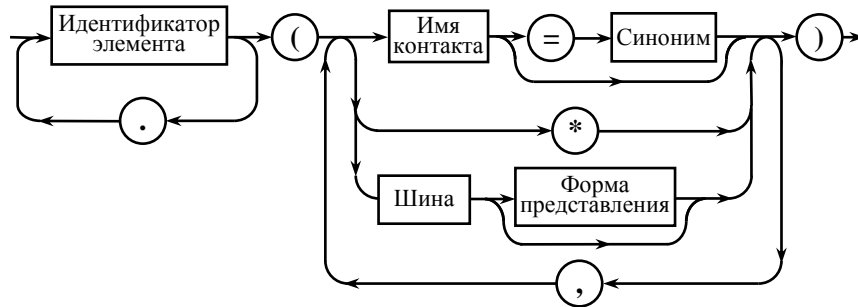 Идентификатор
элемента
(
Имя
контакта
=
Синоним
)
.
*
Шина
Форма
представления
,